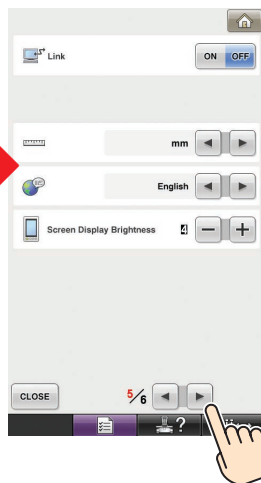 Link ON OFF
mm
English
Screen Display Brightness 4 − +
CLOSE 5/6
?